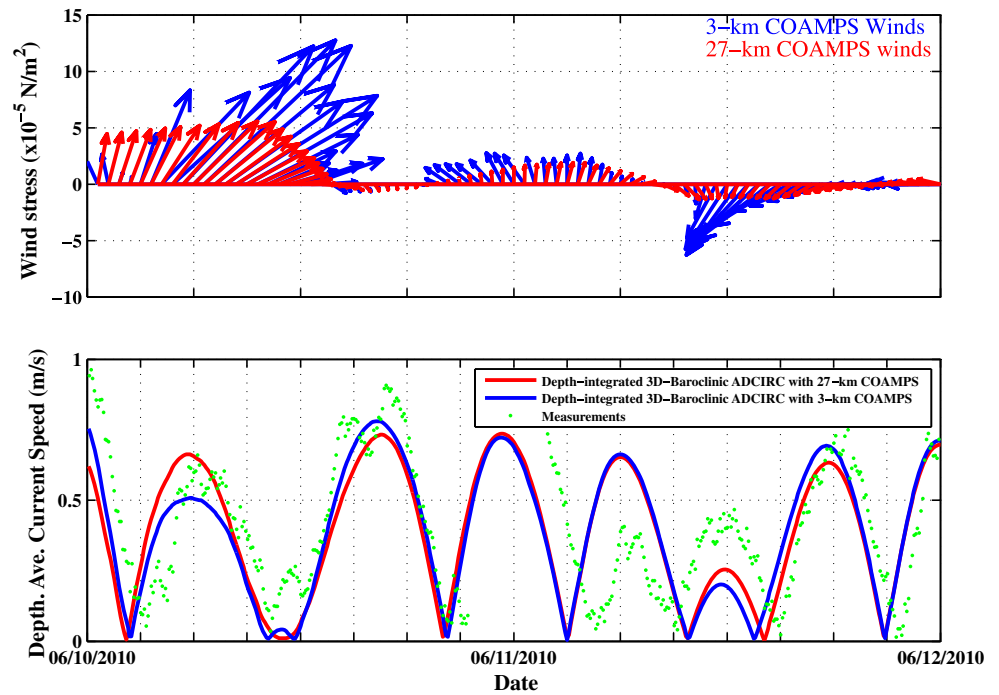 15
10
5
0
−5
−10
Wind stress (x10−5 N/m2)
3−km COAMPS Winds
27−km COAMPS winds
1
0.5
0
Depth. Ave. Current Speed (m/s)
Depth−integrated 3D−Baroclinic ADCIRC with 27−km COAMPS
Depth−integrated 3D−Baroclinic ADCIRC with 3−km COAMPS
Measurements
06/10/2010
06/11/2010
06/12/2010
Date